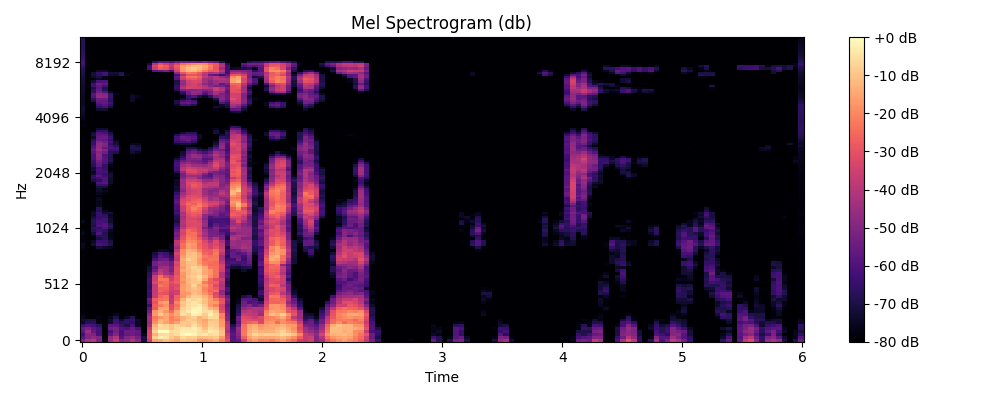 Mel Spectrogram (db)
Hz
8192
4096
2048
1024
512
0
0 1 2 3 4 5 6
Time
+0 dB
-10 dB
-20 dB
-30 dB
-40 dB
-50 dB
-60 dB
-70 dB
-80 dB